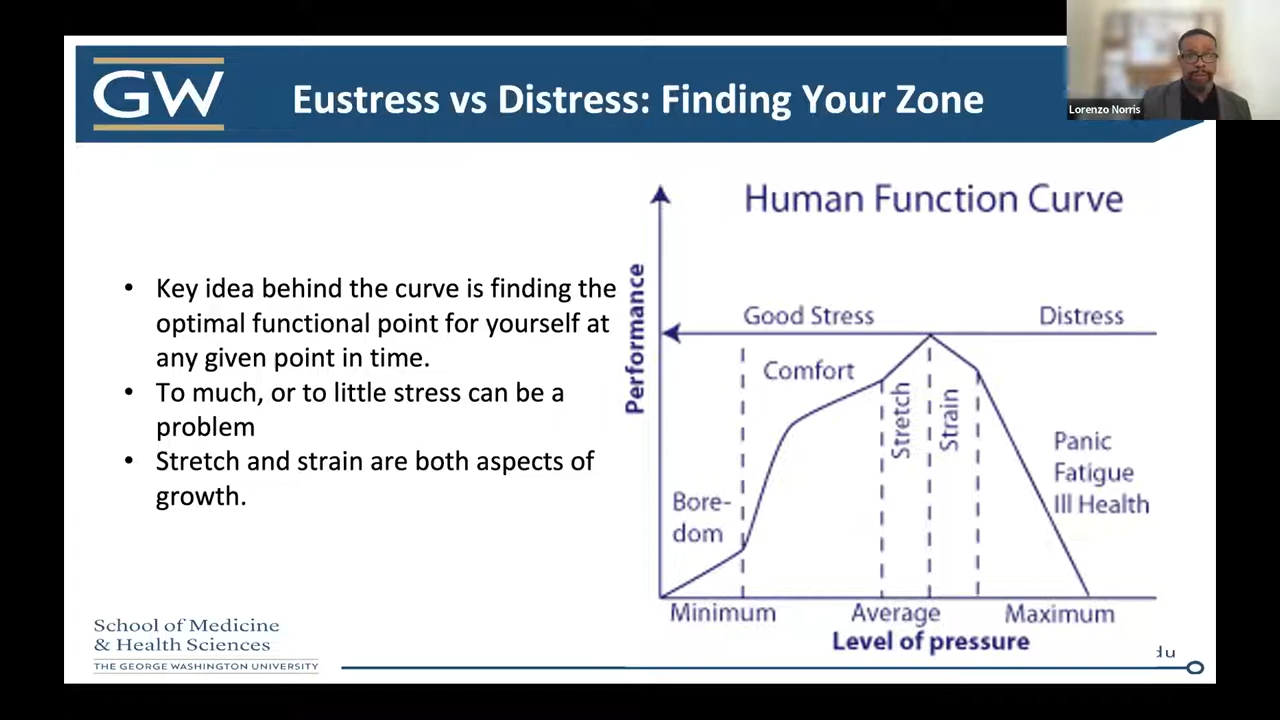 GW
Eustress vs Distress: Finding Your Zone
Lorenzo Norris
• Key idea behind the curve is finding the
optimal functional point for yourself at
any given point in time.
• To much, or to little stress can be a
problem
• Stretch and strain are both aspects of
growth.
Human Function Curve
Performance
Good Stress
Distress
Comfort
Stretch
Strain
Bore-
dom
Panic
Fatigue
Ill Health
Minimum
Average
Maximum
Level of pressure
School of Medicine
& Health Sciences
THE GEORGE WASHINGTON UNIVERSITY